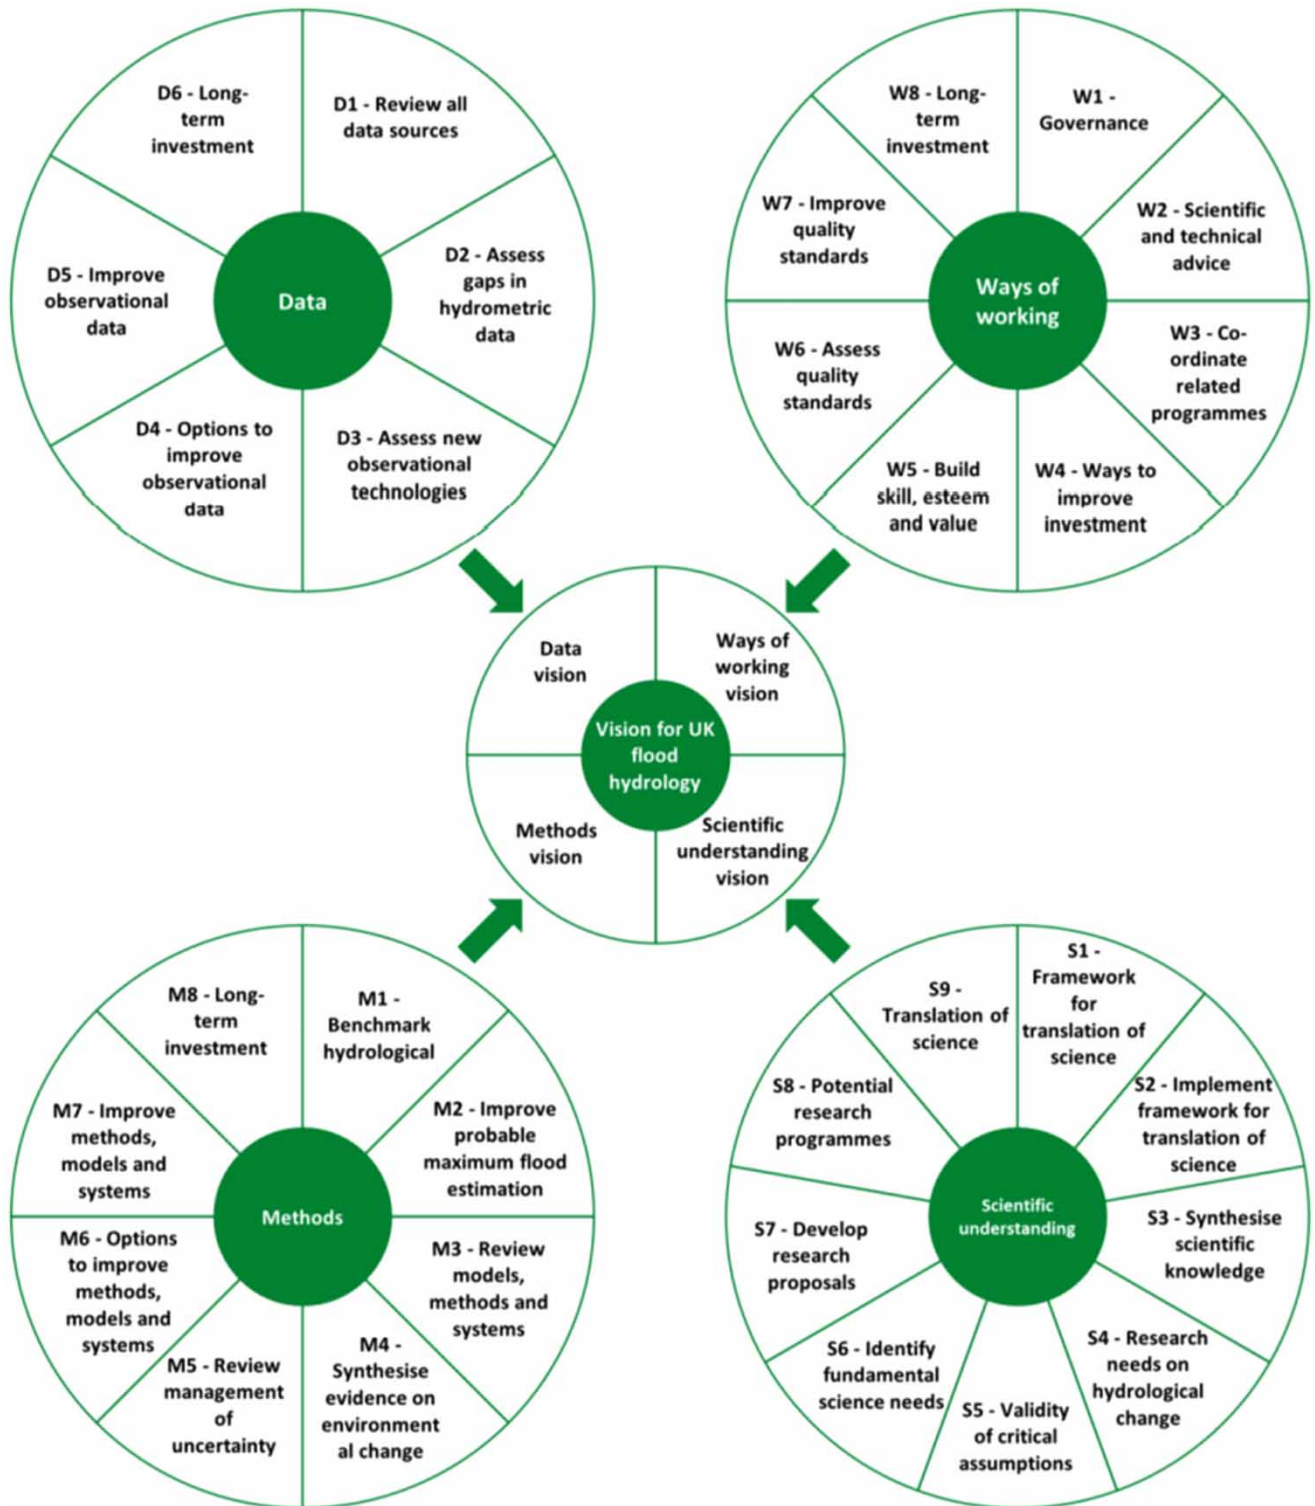 D1 - Review all
data sources
D2 - Assess
gaps in
hydrometric
data
D3 - Assess new
observational
technologies
D4 - Options to
improve
observational
data
D5 - Improve
observational
data
D6 - Long-
term
investment
Data
W1 -
Governance
W2 - Scientific
and technical
advice
W3 - Co-
ordinate
related
programmes
W4 - Ways to
improve
investment
W5 - Build
skill, esteem
and value
W6 - Assess
quality
standards
W7 - Improve
quality
standards
W8 - Long-
term
investment
Ways of
working
Data
vision
Ways of
working
vision
Vision for UK
flood
hydrology
Methods
vision
Scientific
understanding
vision
M1 -
Benchmark
hydrological
M2 - Improve
probable
maximum flood
estimation
M3 - Review
models,
methods and
systems
M4 -
Synthesise
evidence on
environment
al change
M5 - Review
management
of
uncertainty
M6 - Options
to improve
methods,
models and
systems
M7 - Improve
methods,
models and
systems
M8 - Long-
term
investment
Methods
S1 -
Framework
for
translation of
science
S2 - Implement
framework for
translation of
science
S3 - Synthesise
scientific
knowledge
S4 - Research
needs on
hydrological
change
S5 - Validity
of critical
assumptions
S6 - Identify
fundamental
science needs
S7 - Develop
research
proposals
S8 - Potential
research
programmes
S9 -
Translation of
science
Scientific
understanding